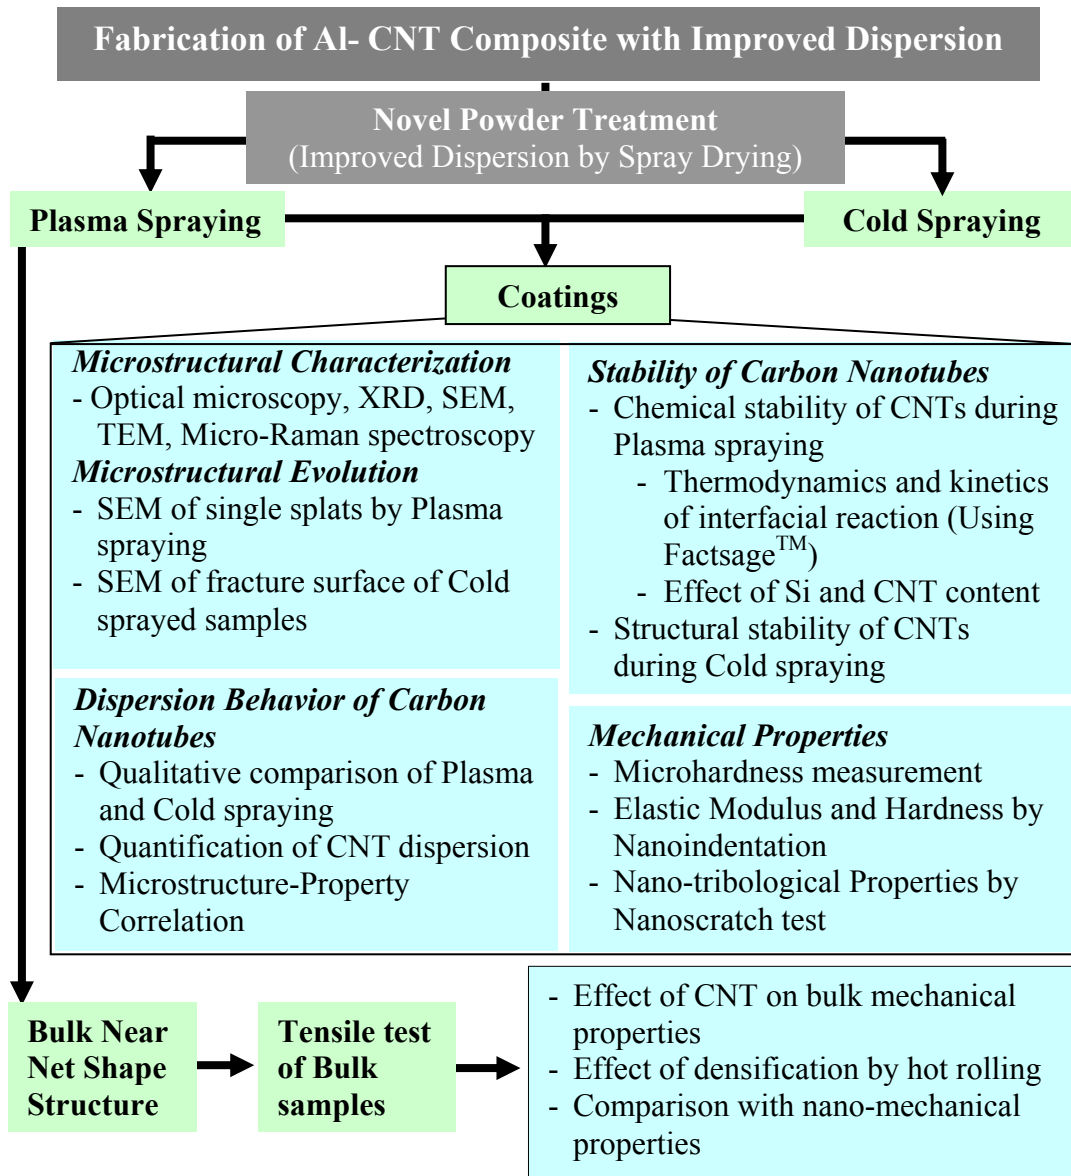 Fabrication of Al- CNT Composite with Improved Dispersion
Novel Powder Treatment
(Improved Dispersion by Spray Drying)
Plasma Spraying
Cold Spraying
Coatings
Microstructural Characterization
- Optical microscopy, XRD, SEM,
TEM, Micro-Raman spectroscopy
Microstructural Evolution
- SEM of single splats by Plasma
spraying
- SEM of fracture surface of Cold
sprayed samples
Stability of Carbon Nanotubes
- Chemical stability of CNTs during
Plasma spraying
- Thermodynamics and kinetics
of interfacial reaction (Using
Factsage™)
- Effect of Si and CNT content
- Structural stability of CNTs
during Cold spraying
Dispersion Behavior of Carbon
Nanotubes
- Qualitative comparison of Plasma
and Cold spraying
- Quantification of CNT dispersion
- Microstructure-Property
Correlation
Mechanical Properties
- Microhardness measurement
- Elastic Modulus and Hardness by
Nanoindentation
- Nano-tribological Properties by
Nanoscratch test
Bulk Near
Net Shape
Structure
Tensile test
of Bulk
samples
- Effect of CNT on bulk mechanical
properties
- Effect of densification by hot rolling
- Comparison with nano-mechanical
properties